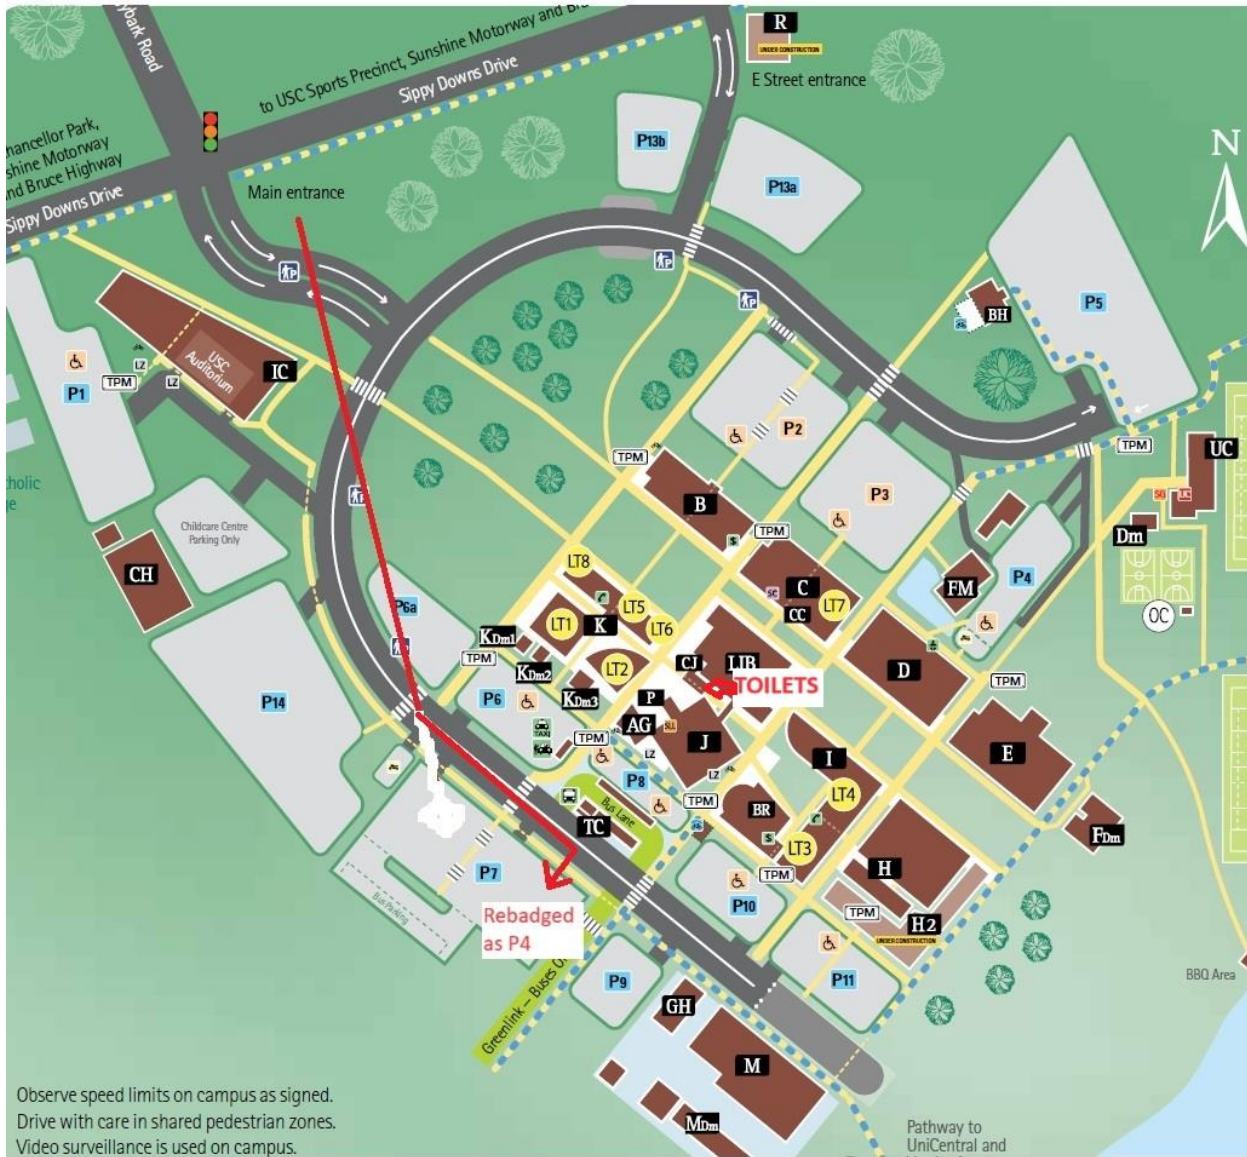 R
UNDER CONSTRUCTION
E Street entrance
to USC Sports Precinct, Sunshine Motorway and
Sippy Downs Drive
Road
Park,
Motorway
Bruce Highway
Sippy Downs Drive
Main entrance
N
P13b
P13a
P
P
P
P5
BH
USC
Auditorium
IC
LZ
LZ
TPM
P1
P2
TPM
TPM
UC
SG
UC
P3
B
$
TPM
Dm
Childcare Centre
Parking Only
CH
P
P6a
LT8
LT5
K
LT1
LT6
C
SC
CC
LT7
FM
P4
OC
KDm1
KDm2
KDm3
LT2
CJ
LIB
TOILETS
D
P14
P
TPM
P6
TAXI
P
AG
SLL
J
TPM
LZ
LZ
TPM
I
E
P8
Bus Lane
TC
TPM
BR
LT4
$
LT3
FDm
P7
Bus Parking
Rebadged
as P4
P10
TPM
H
TPM
H2
UNDER CONSTRUCTION
Greenlink – Buses
P9
P11
GH
M
MDm
BBQ Area
Observe speed limits on campus as signed.
Drive with care in shared pedestrian zones.
Video surveillance is used on campus.
Pathway to
UniCentral and